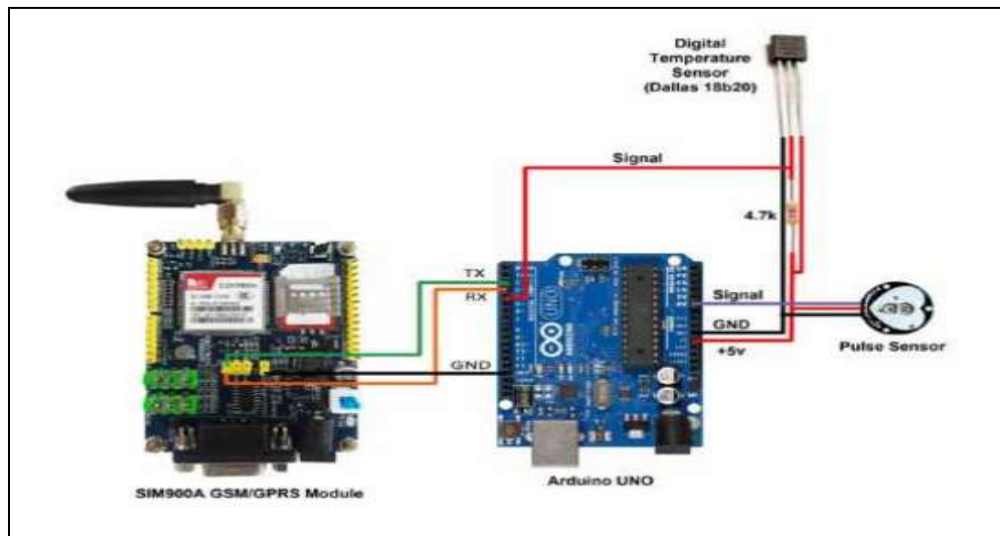 Digital
Temperature
Sensor
(Dallas 18b20)
Signal
4.7k
TX
RX
Signal
GND
GND
+5v
Pulse Sensor
UNO
Arduino UNO
SIM900A GSM/GPRS Module